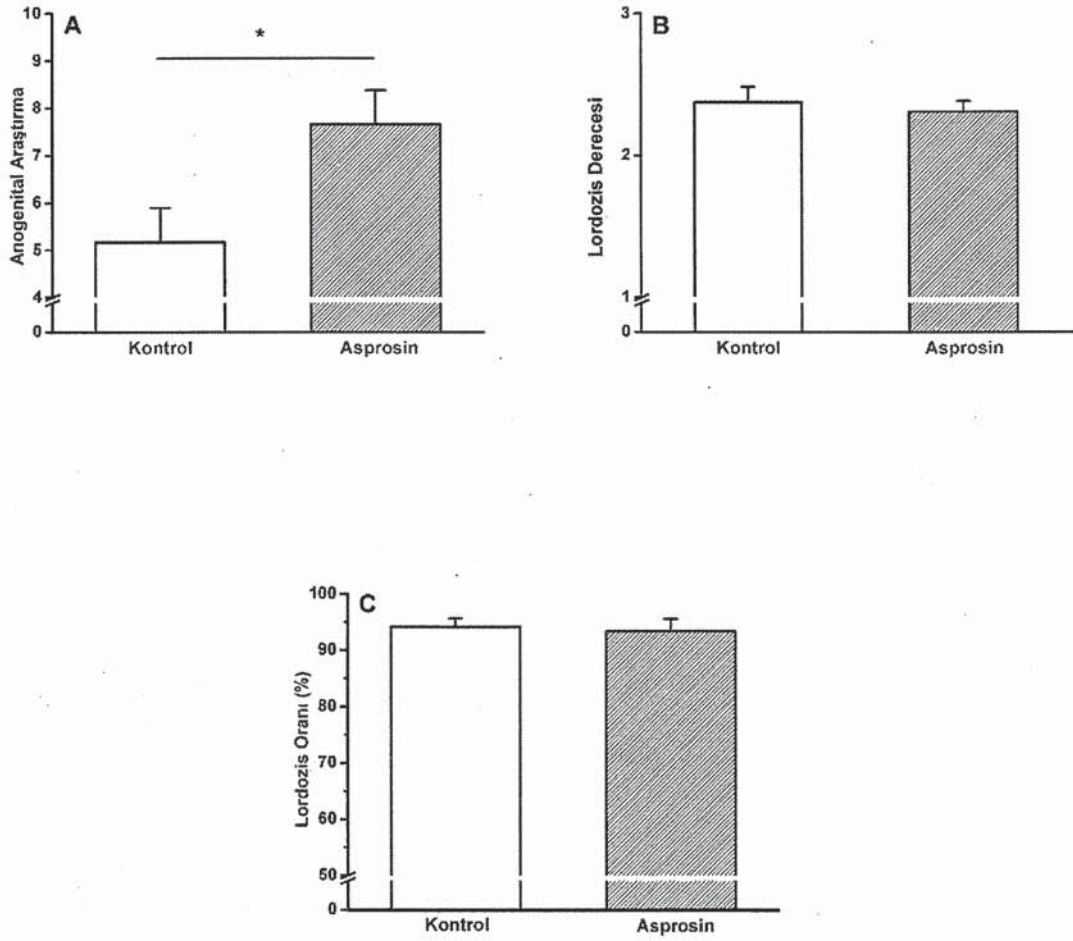 A
*
Anogenital Araştırma
10
9
8
7
6
5
4
0
Kontrol
Asprosin
B
Lordozis Derecesi
3
2
1
0
Kontrol
Asprosin
C
Lordozis Oranı (%)
100
90
80
70
60
50
0
Kontrol
Asprosin